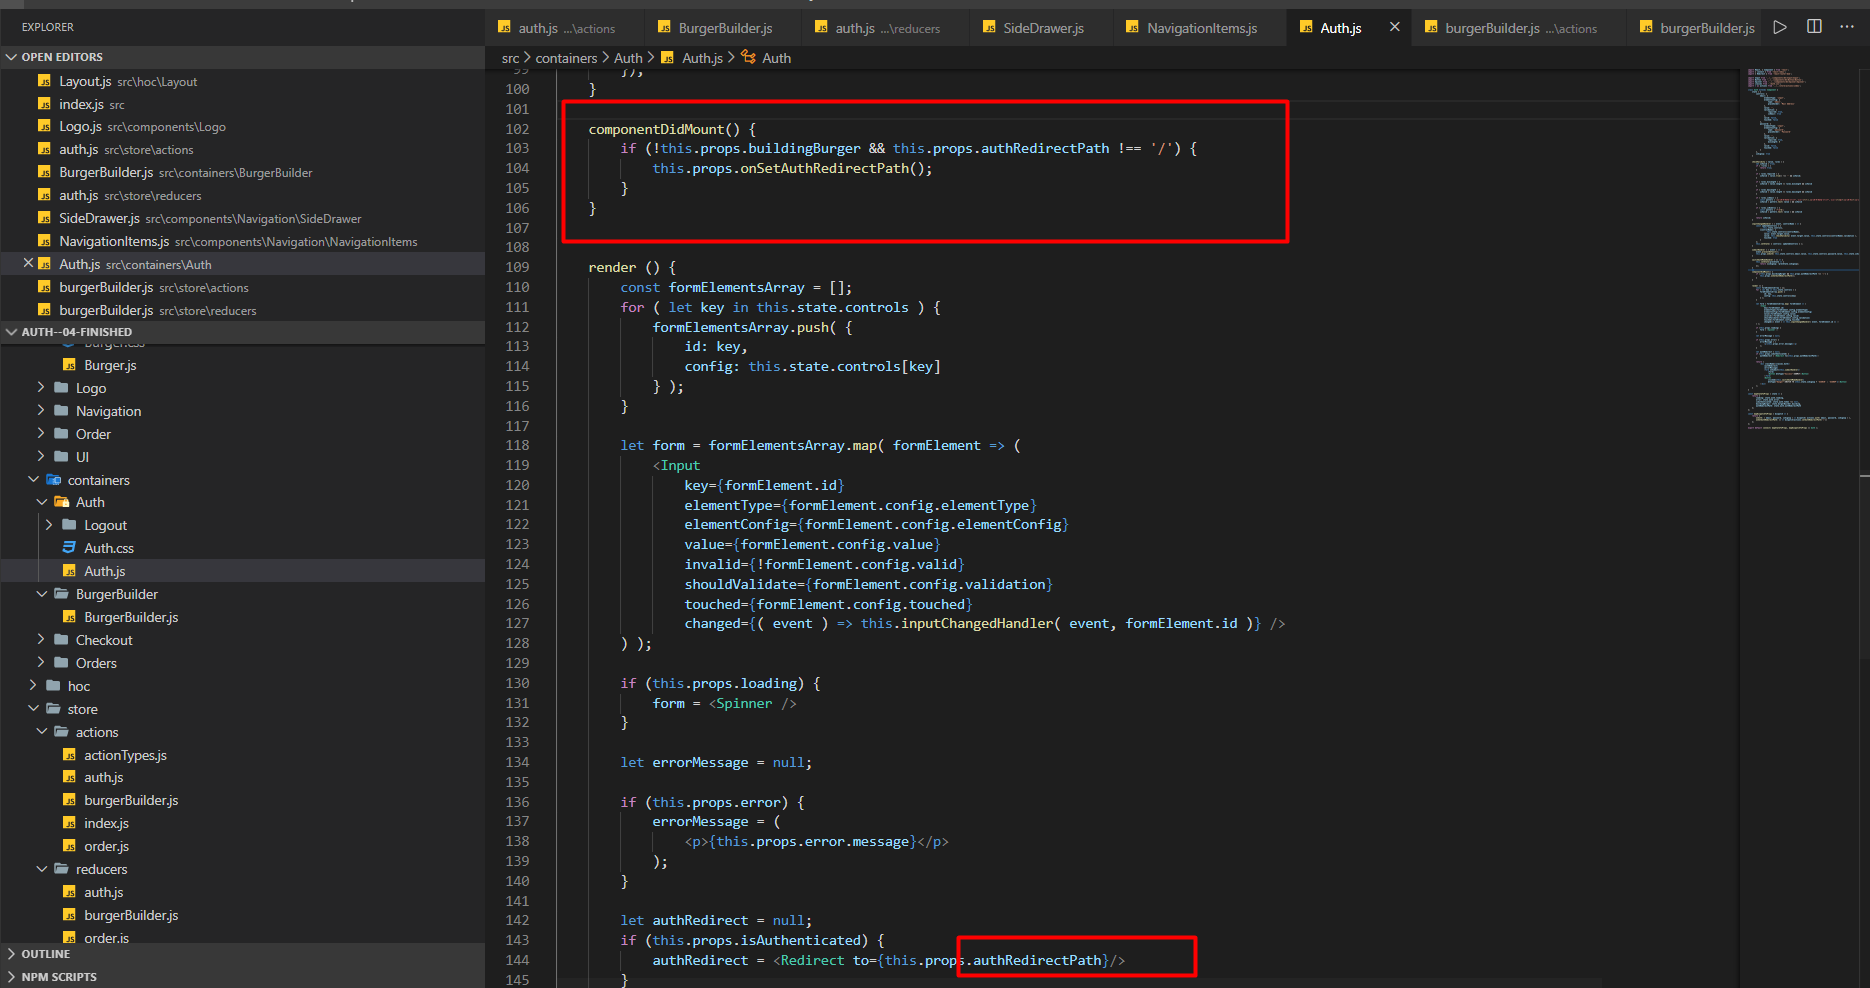 EXPLORER
OPEN EDITORS
Layout.js src\hoc\Layout
index.js src
Logo.js src\components\Logo
auth.js src\store\actions
BurgerBuilder.js src\containers\BurgerBuilder
auth.js src\store\reducers
SideDrawer.js src\components\Navigation\SideDrawer
NavigationItems.js src\components\Navigation\NavigationItems
Auth.js src\containers\Auth
burgerBuilder.js src\store\actions
burgerBuilder.js src\store\reducers
AUTH--04-FINISHED
Burger.css
Burger.js
Logo
Navigation
Order
UI
containers
Auth
Logout
Auth.css
Auth.js
BurgerBuilder
BurgerBuilder.js
Checkout
Orders
hoc
store
actions
actionTypes.js
auth.js
burgerBuilder.js
index.js
order.js
reducers
auth.js
burgerBuilder.js
order.js
OUTLINE
NPM SCRIPTS
auth.js ...\actions BurgerBuilder.js auth.js ...\reducers SideDrawer.js NavigationItems.js Auth.js burgerBuilder.js ...\actions burgerBuilder.js
src > containers > Auth > Auth.js > Auth
99 });
100 }
101
102 componentDidMount() {
103 if (!this.props.buildingBurger && this.props.authRedirectPath !== '/') {
104 this.props.onSetAuthRedirectPath();
105 }
106 }
107
108
109 render () {
110 const formElementsArray = [];
111 for ( let key in this.state.controls ) {
112 formElementsArray.push( {
113 id: key,
114 config: this.state.controls[key]
115 } );
116 }
117
118 let form = formElementsArray.map( formElement => (
119 <Input
120 key={formElement.id}
121 elementType={formElement.config.elementType}
122 elementConfig={formElement.config.elementConfig}
123 value={formElement.config.value}
124 invalid={!formElement.config.valid}
125 shouldValidate={formElement.config.validation}
126 touched={formElement.config.touched}
127 changed={( event ) => this.inputChangedHandler( event, formElement.id )} />
128 ) );
129
130 if (this.props.loading) {
131 form = <Spinner />
132 }
133
134 let errorMessage = null;
135
136 if (this.props.error) {
137 errorMessage = (
138 <p>{this.props.error.message}</p>
139 );
140 }
141
142 let authRedirect = null;
143 if (this.props.isAuthenticated) {
144 authRedirect = <Redirect to={this.props.authRedirectPath}/>
145 }